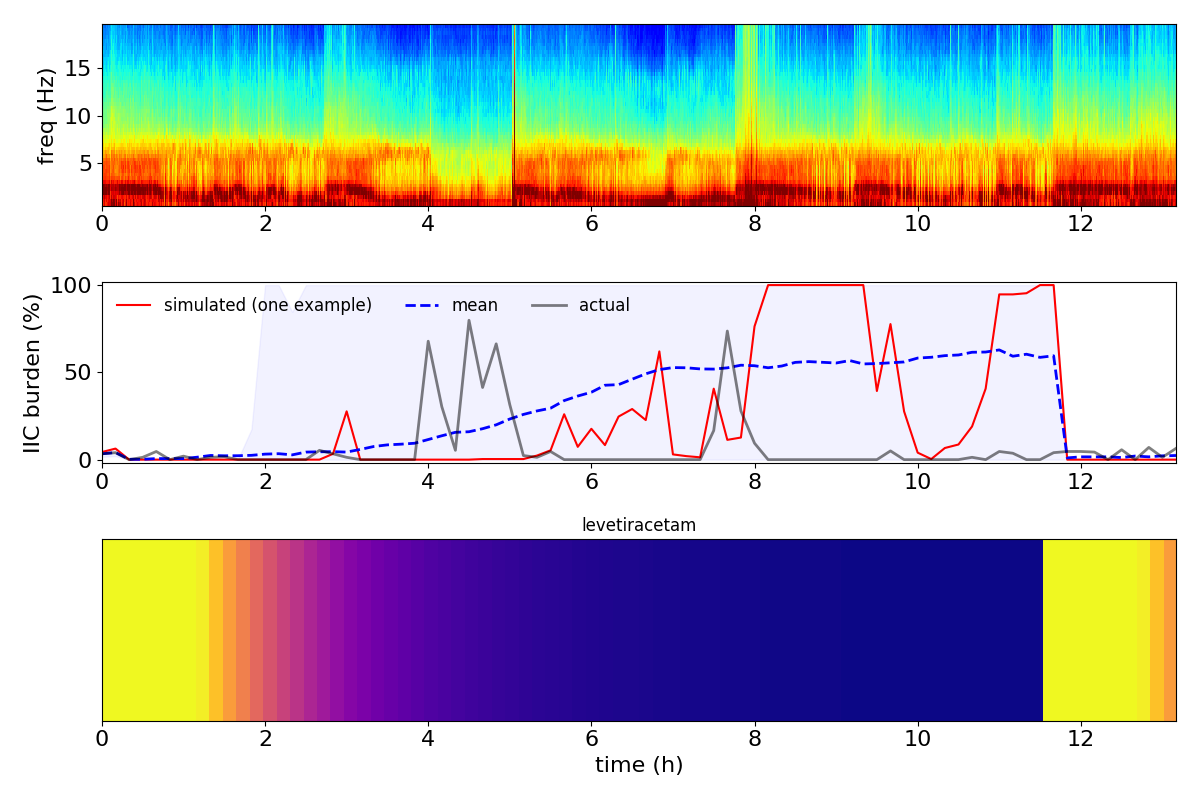 freq (Hz)
15
10
5
0 2 4 6 8 10 12
IIC burden (%)
100
50
0
simulated (one example) mean actual
0 2 4 6 8 10 12
levetiracetam
0 2 4 6 8 10 12
time (h)